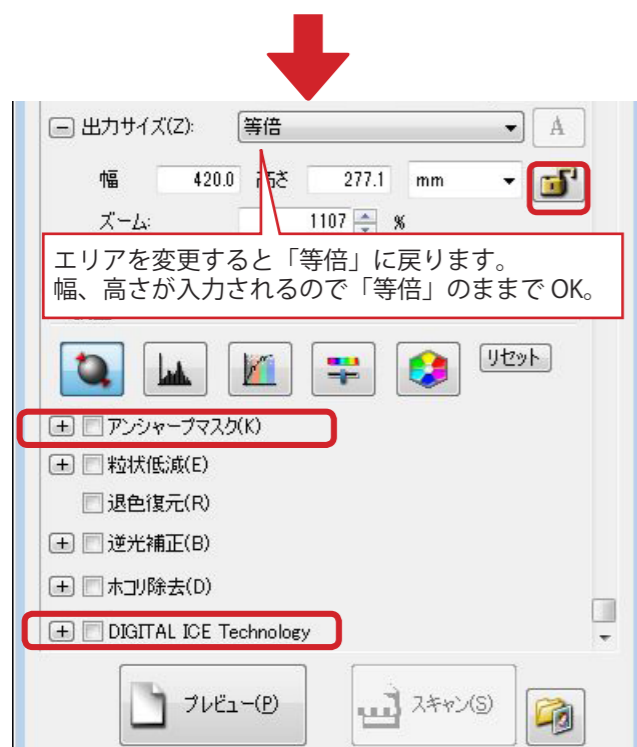 出力サイズ(Z): 等倍 A
幅 420.0 高さ 277.1 mm
ズーム: 1107 %
エリアを変更すると「等倍」に戻ります。
幅、高さが入力されるので「等倍」のままで OK。
リセット
アンシャープマスク(K)
粒状低減(E)
退色復元(R)
逆光補正(B)
ホコリ除去(D)
DIGITAL ICE Technology
プレビュー(P) スキャン(S)